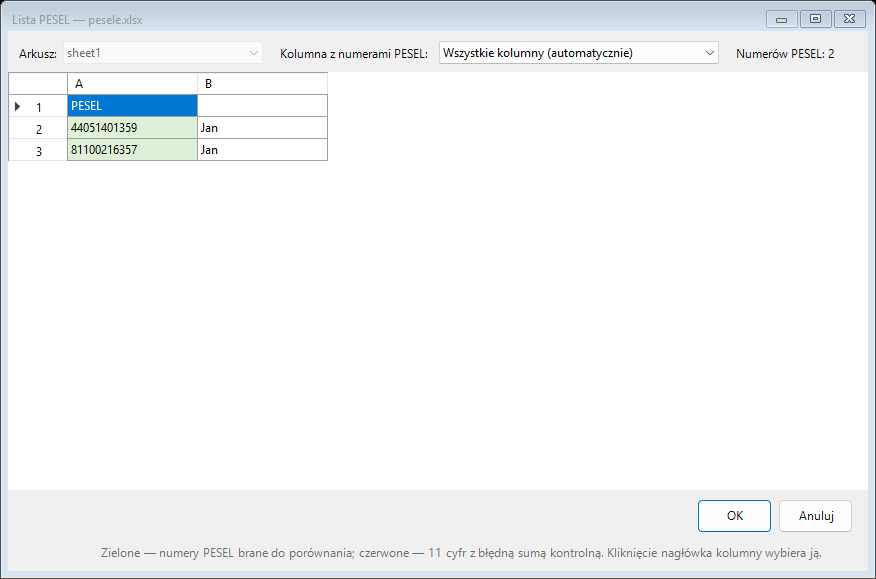 Lista PESEL — pesele.xlsx
Arkusz: sheet1 Kolumna z numerami PESEL: Wszystkie kolumny (automatycznie) Numerów PESEL: 2
A B
1 PESEL
2 44051401359 Jan
3 81100216357 Jan
OK Anuluj
Zielone — numery PESEL brane do porównania; czerwone — 11 cyfr z błędną sumą kontrolną. Kliknięcie nagłówka kolumny wybiera ją.